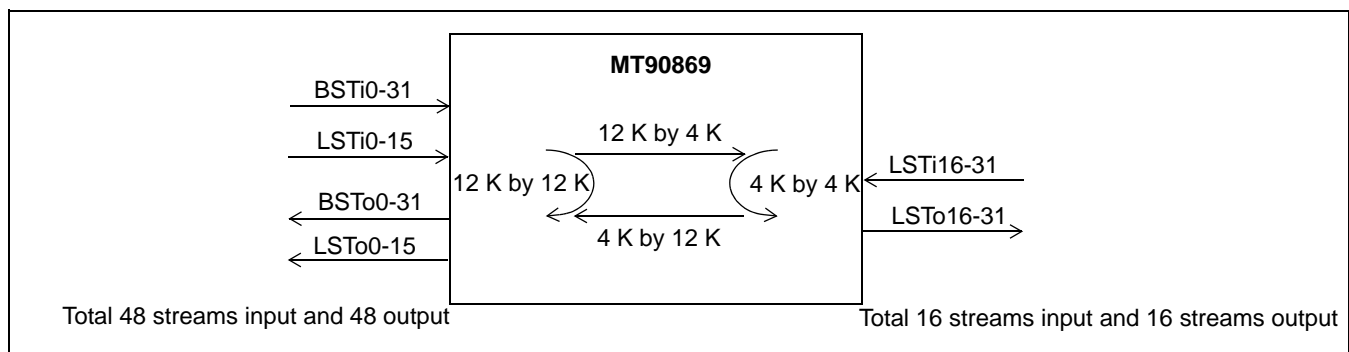 MT90869
BSTi0-31
LSTi0-15
BSTo0-31
LSTo0-15
12 K by 4 K
12 K by 12 K
4 K by 4 K
4 K by 12 K
LSTi16-31
LSTo16-31
Total 48 streams input and 48 output
Total 16 streams input and 16 streams output